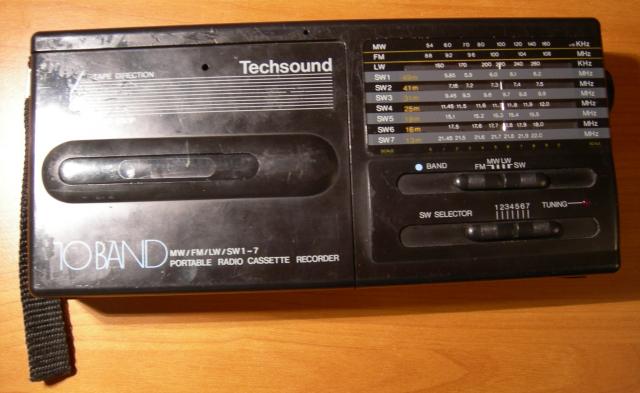 Techsound
TAPE DIRECTION
10 BAND
MW/FM/LW/SW1-7
PORTABLE RADIO CASSETTE RECORDER
MW 54 60 70 80 100 120 140 160 KHz
FM 88 92 96 100 104 108 MHz
LW 150 170 200 250 280 KHz
SW1 49m 5.85 5.9 6.0 6.1 6.2 MHz
SW2 41m 7.15 7.2 7.3 7.4 7.5 MHz
SW3 31m 9.45 9.5 9.6 9.7 9.8 9.9 MHz
SW4 25m 11.45 11.5 11.6 11.7 11.8 11.9 12.0 MHz
SW5 19m 15.1 15.2 15.3 15.4 15.5 MHz
SW6 16m 17.5 17.6 17.7 17.8 17.9 18.0 MHz
SW7 13m 21.45 21.5 21.6 21.7 21.8 21.9 22.0 MHz
BAND FM MW LW SW
SW SELECTOR 1234567 TUNING